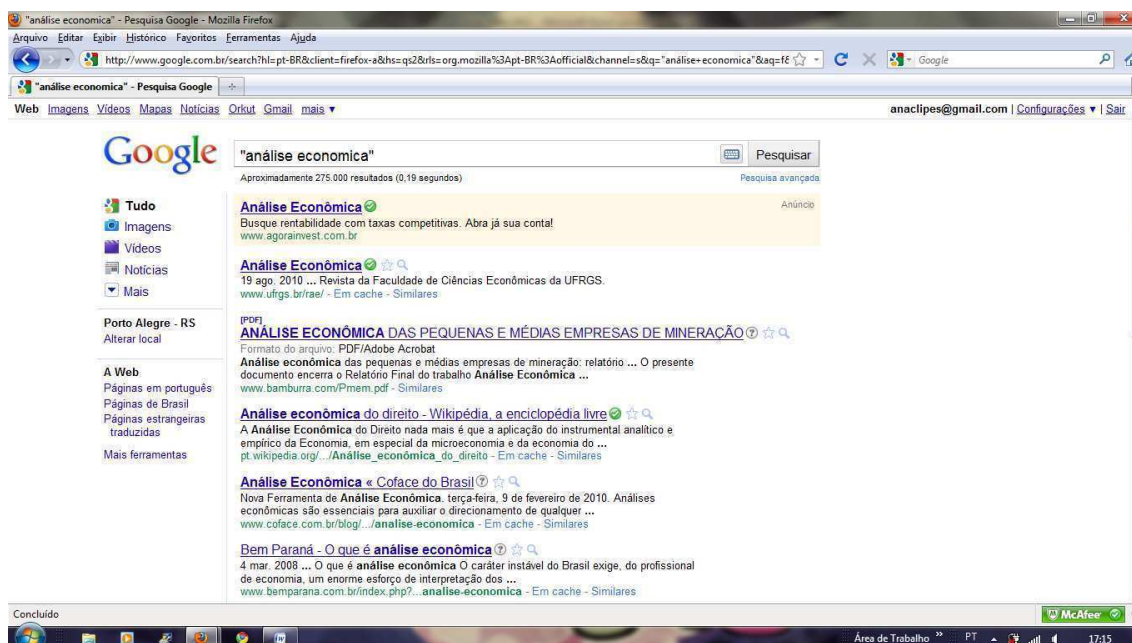 "análise economica" - Pesquisa Google - Mozilla Firefox
Arquivo Editar Exibir Histórico Favoritos Ferramentas Ajuda
http://www.google.com.br/search?hl=pt-BR&client=firefox-a&hs=qs2&rls=org.mozilla%3Apt-BR%3Aofficial&channel=s&q="análise+economica"&aq=f& Google
"análise economica" - Pesquisa Google
Web Imagens Vídeos Mapas Notícias Orkut Gmail mais ▼ anaclipes@gmail.com | Configurações ▼ | Sair
Google "análise economica" Pesquisar
Aproximadamente 275.000 resultados (0,19 segundos) Pesquisa avançada
Tudo
Imagens
Vídeos
Notícias
Mais
Porto Alegre - RS
Alterar local
A Web
Páginas em português
Páginas de Brasil
Páginas estrangeiras
traduzidas
Mais ferramentas
Análise Econômica Anúncio
Busque rentabilidade com taxas competitivas. Abra já sua conta!
www.agorainvest.com.br
Análise Econômica
19 ago. 2010 ... Revista da Faculdade de Ciências Econômicas da UFRGS.
www.ufrgs.br/rae/ - Em cache - Similares
[PDF]
ANÁLISE ECONÔMICA DAS PEQUENAS E MÉDIAS EMPRESAS DE MINERAÇÃO
Formato do arquivo: PDF/Adobe Acrobat
Análise econômica das pequenas e médias empresas de mineração: relatório ... O presente
documento encerra o Relatório Final do trabalho Análise Econômica ...
www.bamburra.com/Pmem.pdf - Similares
Análise econômica do direito - Wikipédia, a enciclopédia livre
A Análise Econômica do Direito nada mais é que a aplicação do instrumental analítico e
empírico da Economia, em especial da microeconomia e da economia do ...
pt.wikipedia.org/.../Análise_econômica_do_direito - Em cache - Similares
Análise Econômica « Coface do Brasil
Nova Ferramenta de Análise Econômica. terça-feira, 9 de fevereiro de 2010. Análises
econômicas são essenciais para auxiliar o direcionamento de qualquer ...
www.coface.com.br/blog/.../analise-economica - Em cache - Similares
Bem Paraná - O que é análise econômica
4 mar. 2008 ... O que é análise econômica O caráter instável do Brasil exige, do profissional
de economia, um enorme esforço de interpretação dos ...
www.bemparana.com.br/index.php?...analise-economica - Em cache - Similares
Concluído McAfee
Área de Trabalho » PT 17:15